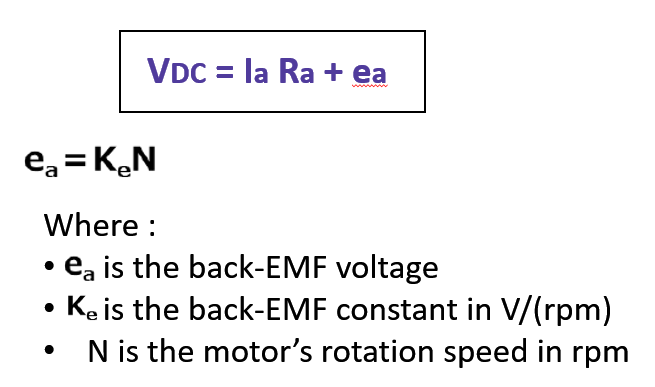 VDC = Ia Ra + ea
eₐ = KₑN
Where :
• eₐ is the back-EMF voltage
• Kₑ is the back-EMF constant in V/(rpm)
• N is the motor’s rotation speed in rpm